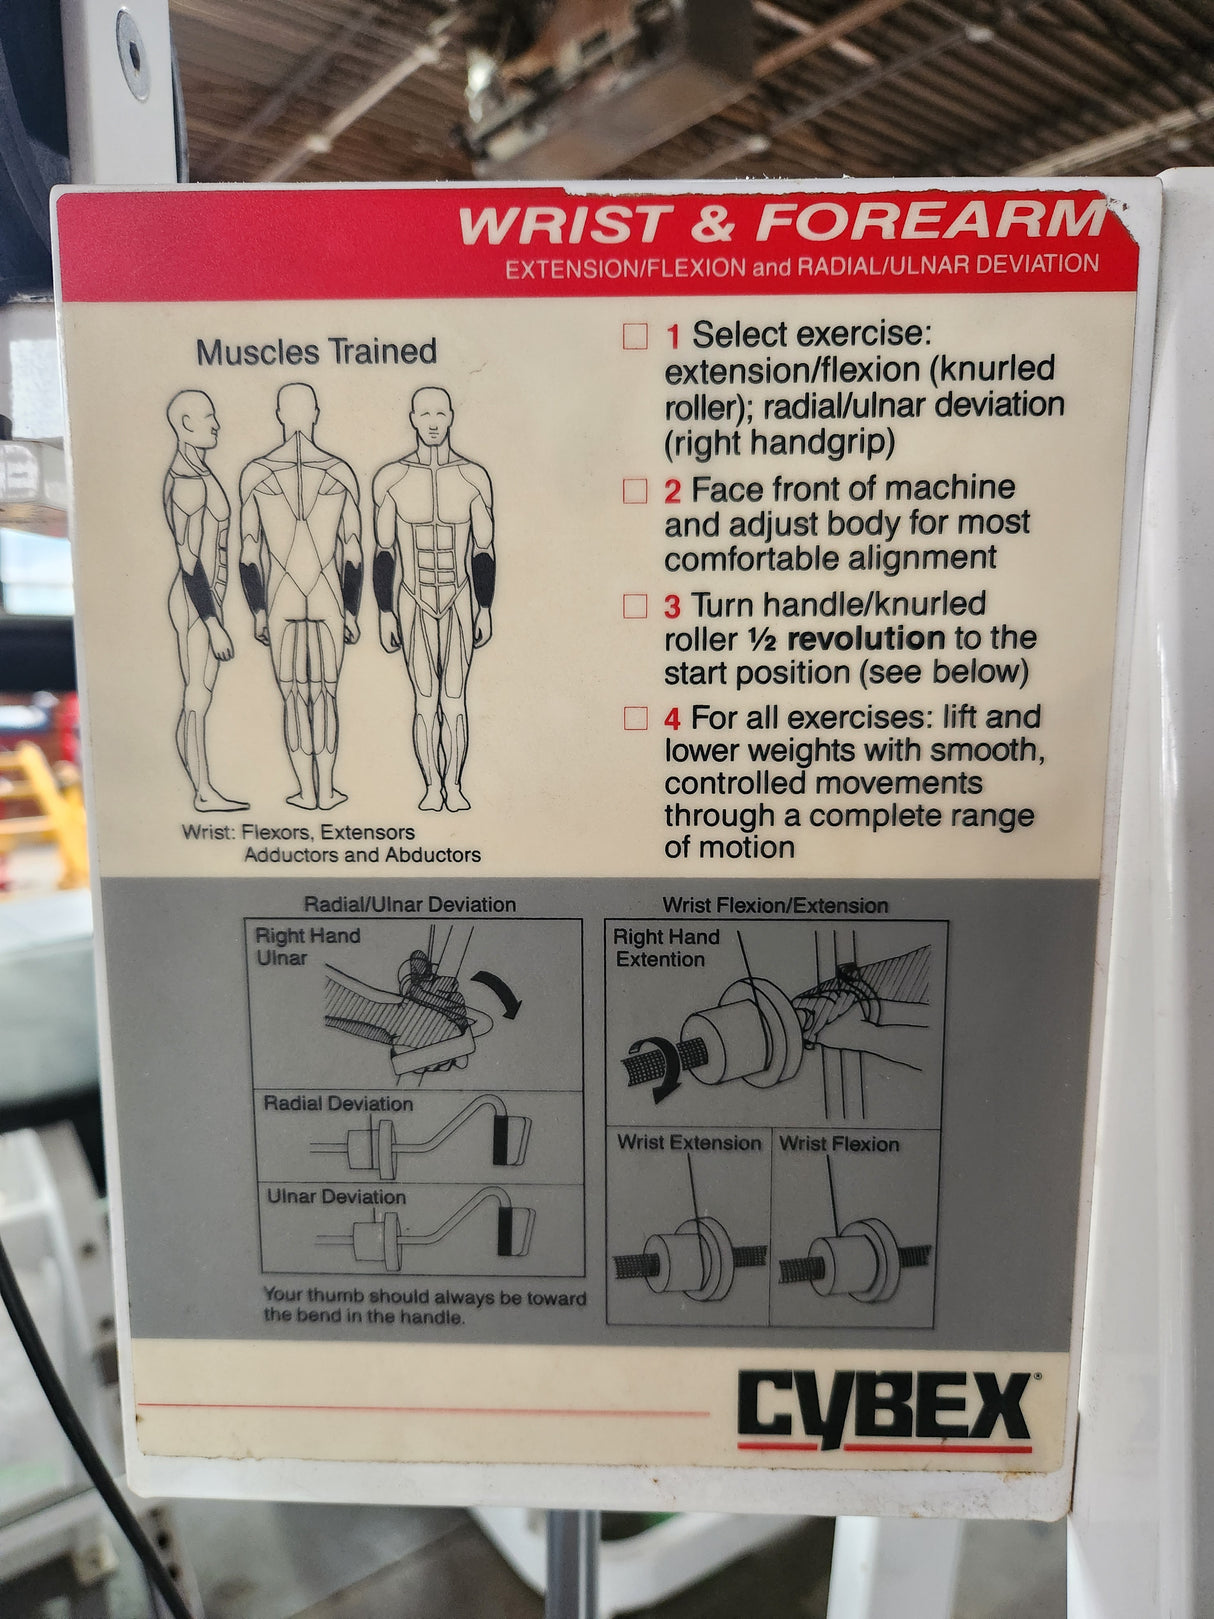 WRIST & FOREARM
EXTENSION/FLEXION and RADIAL/ULNAR DEVIATION
Muscles Trained
Wrist: Flexors, Extensors
Adductors and Abductors
1 Select exercise:
extension/flexion (knurled
roller); radial/ulnar deviation
(right handgrip)
2 Face front of machine
and adjust body for most
comfortable alignment
3 Turn handle/knurled
roller ½ revolution to the
start position (see below)
4 For all exercises: lift and
lower weights with smooth,
controlled movements
through a complete range
of motion
Radial/Ulnar Deviation
Right Hand
Ulnar
Radial Deviation
Ulnar Deviation
Your thumb should always be toward
the bend in the handle.
Wrist Flexion/Extension
Right Hand
Extention
Wrist Extension
Wrist Flexion
CYBEX®